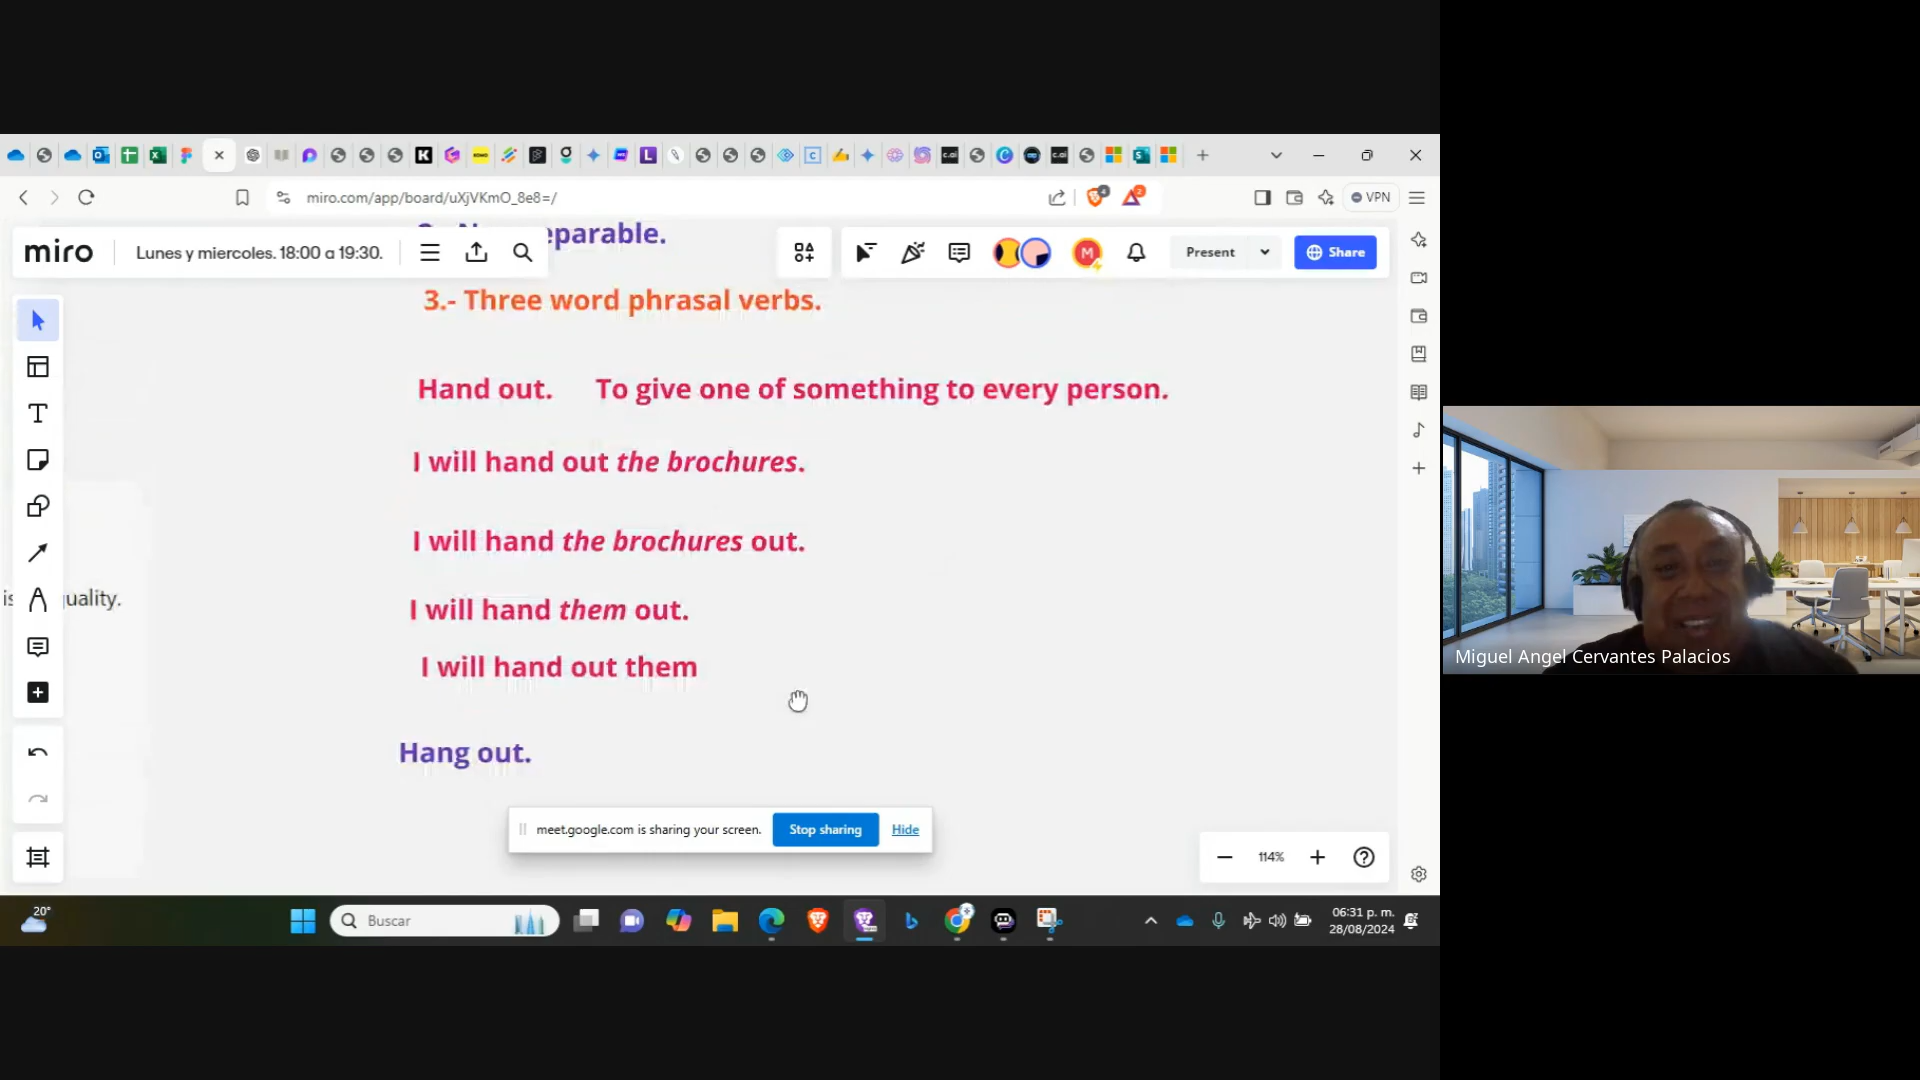 miro.com/app/board/uXjVKmO_8e8=/
VPN
eparable.
miro
Lunes y miercoles. 18:00 a 19:30.
M
Present
Share
3.- Three word phrasal verbs.
Hand out. To give one of something to every person.
I will hand out the brochures.
I will hand the brochures out.
is uality.
I will hand them out.
I will hand out them
Hang out.
meet.google.com is sharing your screen.
Stop sharing
Hide
114%
20°
Buscar
06:31 p. m.
28/08/2024
Miguel Angel Cervantes Palacios